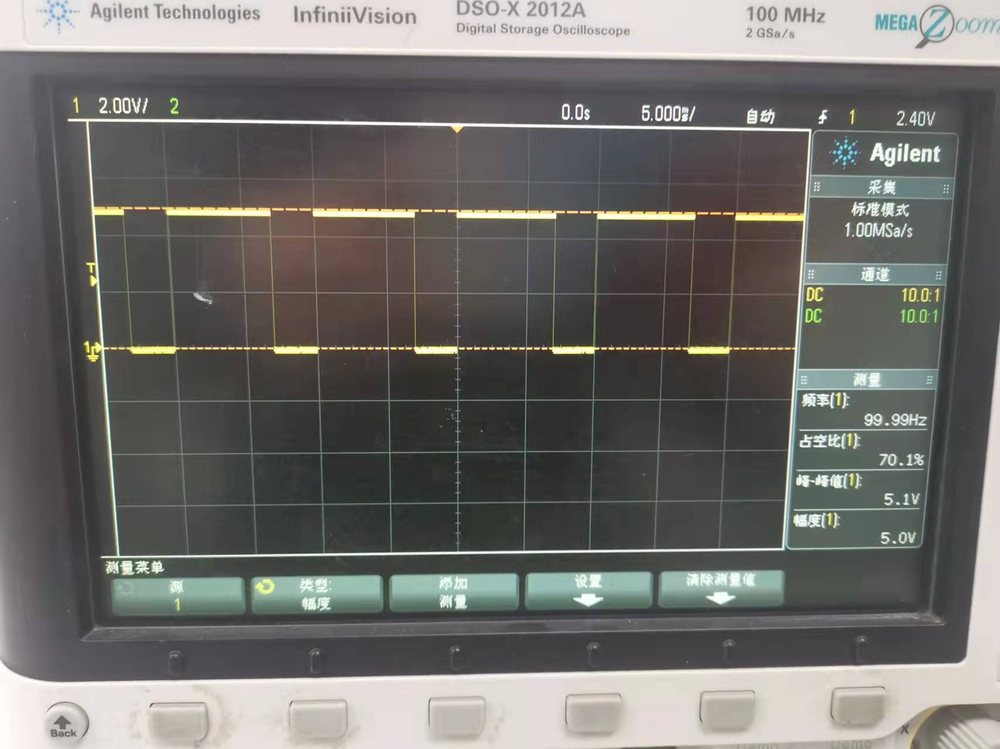 Agilent Technologies InfiniiVision DSO-X 2012A 100 MHz MEGA Zoom
Digital Storage Oscilloscope 2 GSa/s
1 2.00V/ 2 0.0s 5.000ms/ 自动 1 2.40V
Agilent
采集
标准模式
1.00MSa/s
通道
DC 10.0:1
DC 10.0:1
T
1
测量
频率(1):
99.99Hz
占空比(1):
70.1%
峰-峰值(1):
5.1V
幅度(1):
5.0V
测量菜单
源
1
类型:
幅度
添加
测量
设置
清除测量值
Back
X
Demo
Demo